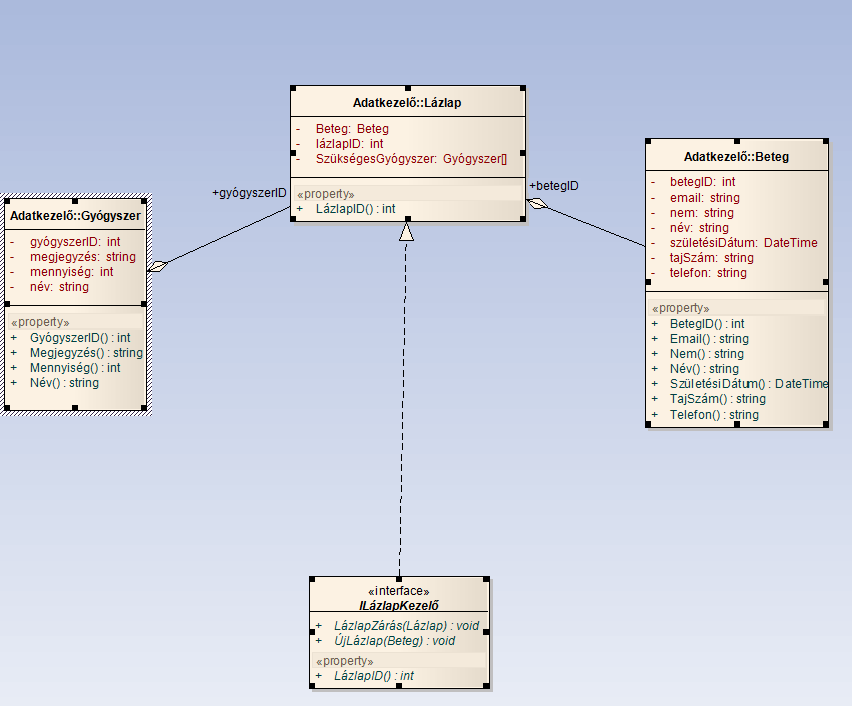 Adatkezelő::Lázlap
- Beteg: Beteg
- lázlapID: int
- SzükségesGyógyszer: Gyógyszer[]
«property»
+ LázlapID() : int
+gyógyszerID
+betegID
Adatkezelő::Gyógyszer
- gyógyszerID: int
- megjegyzés: string
- mennyiség: int
- név: string
«property»
+ GyógyszerID() : int
+ Megjegyzés() : string
+ Mennyiség() : int
+ Név() : string
Adatkezelő::Beteg
- betegID: int
- email: string
- nem: string
- név: string
- születésiDátum: DateTime
- tajSzám: string
- telefon: string
«property»
+ BetegID() : int
+ Email() : string
+ Nem() : string
+ Név() : string
+ SzületésiDátum() : DateTime
+ TajSzám() : string
+ Telefon() : string
«interface»
ILázlapKezelő
+ LázlapZárás(Lázlap) : void
+ ÚjLázlap(Beteg) : void
«property»
+ LázlapID() : int